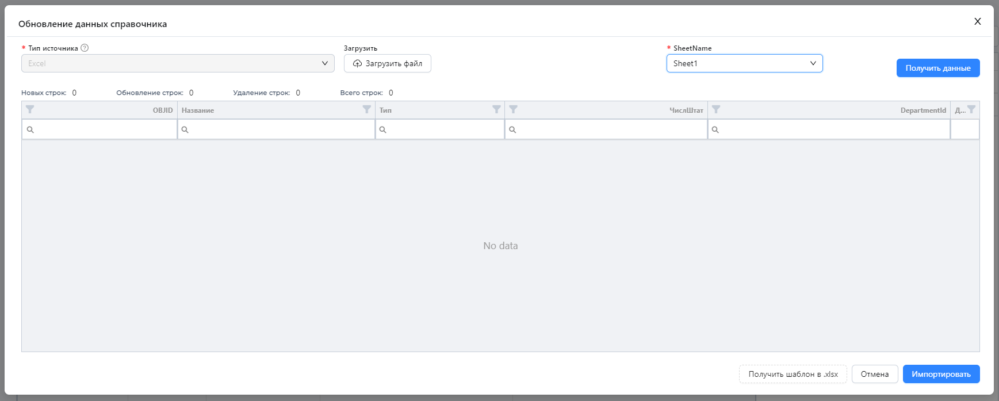 Обновление данных справочника
* Тип источника ?
Загрузить
* SheetName
Excel
Загрузить файл
Sheet1
Получить данные
Новых строк: 0 Обновление строк: 0 Удаление строк: 0 Всего строк: 0
OBJID Название Тип ЧислШтат DepartmentId Д...
No data
Получить шаблон в .xlsx Отмена Импортировать